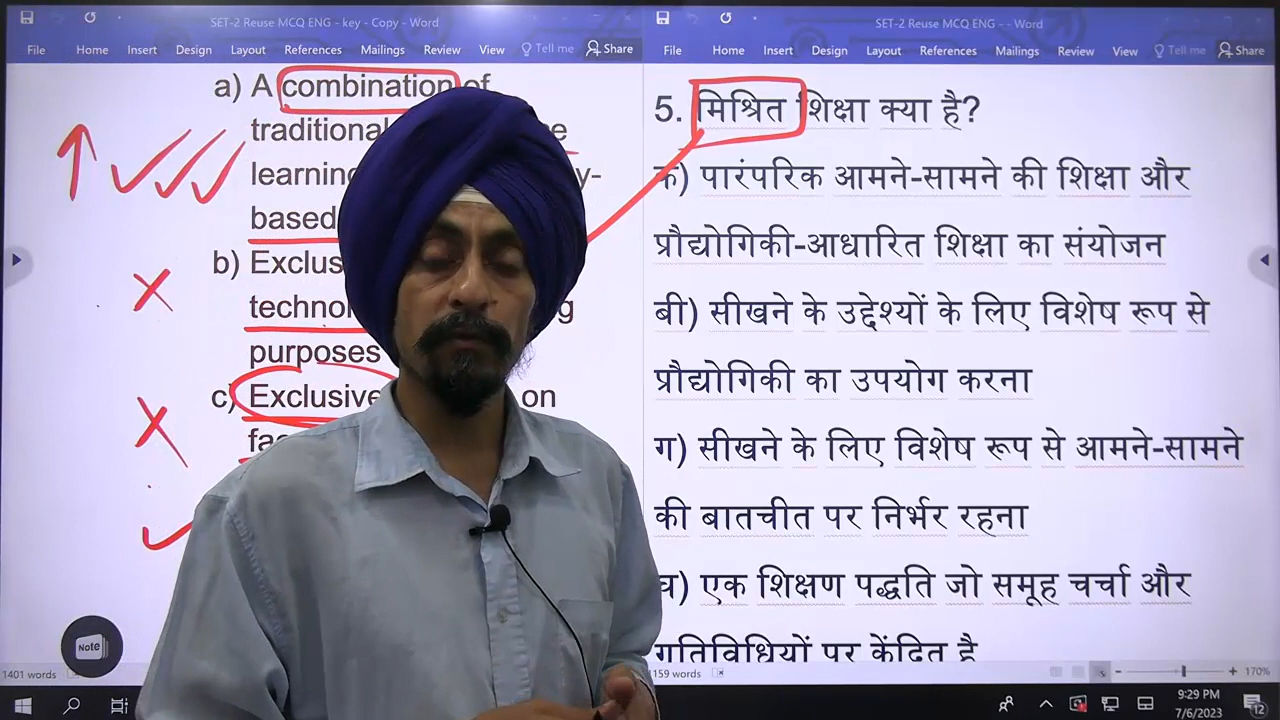 SET-2 Reuse MCQ ENG - key - Copy - Word
File Home Insert Design Layout References Mailings Review View Tell me Share
a) A combination of
traditional
learning
based
b) Exclus
technol
purposes
c) Exclusive on
1401 words
Note
SET-2 Reuse MCQ ENG - - Word
File Home Insert Design Layout References Mailings Review View Tell me Share
5. मिश्रित शिक्षा क्या है?
क) पारंपरिक आमने-सामने की शिक्षा और
प्रौद्योगिकी-आधारित शिक्षा का संयोजन
बी) सीखने के उद्देश्यों के लिए विशेष रूप से
प्रौद्योगिकी का उपयोग करना
ग) सीखने के लिए विशेष रूप से आमने-सामने
की बातचीत पर निर्भर रहना
एक शिक्षण पद्धति जो समूह चर्चा और
गतिविधियों पर केंद्रित है
159 words
170%
9:29 PM
7/6/2023
12